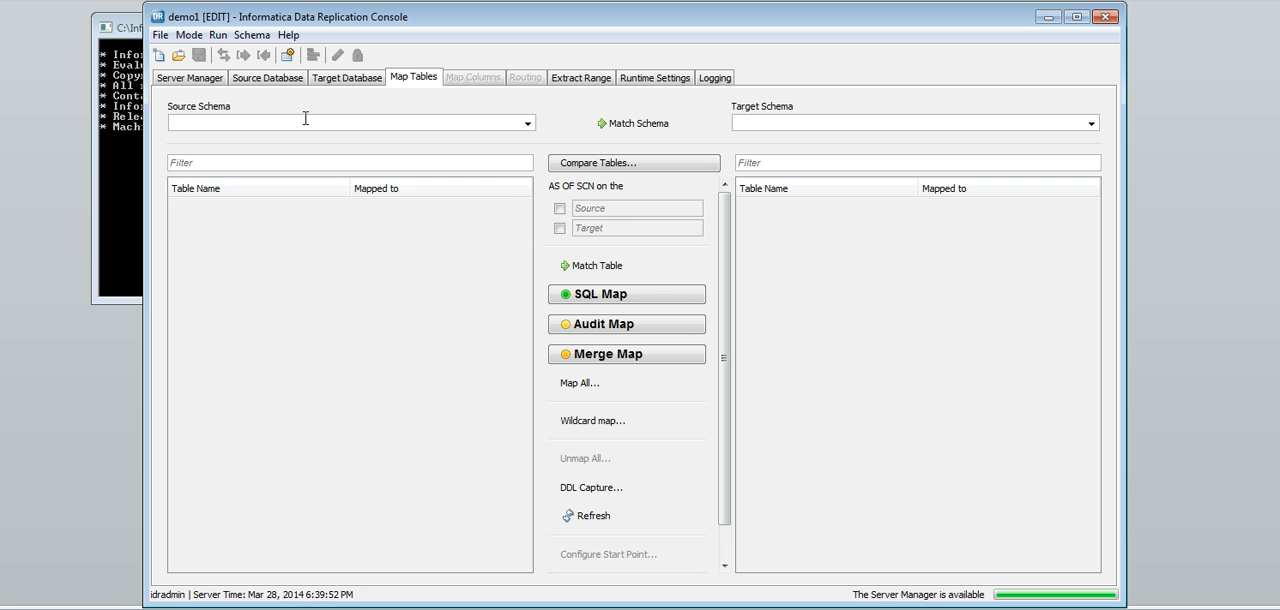 C:\Inf
* Info
* Eval
* Copy
* All
* Cont
* Info
* Rele
* Mach
demo1 [EDIT] - Informatica Data Replication Console
File Mode Run Schema Help
Server Manager Source Database Target Database Map Tables Map Columns Routing Extract Range Runtime Settings Logging
Source Schema
Match Schema
Target Schema
Filter
Compare Tables...
Filter
Table Name Mapped to
AS OF SCN on the
Table Name Mapped to
Source
Target
Match Table
SQL Map
Audit Map
Merge Map
Map All...
Wildcard map...
Unmap All...
DDL Capture...
Refresh
Configure Start Point...
idradmin | Server Time: Mar 28, 2014 6:39:52 PM
The Server Manager is available